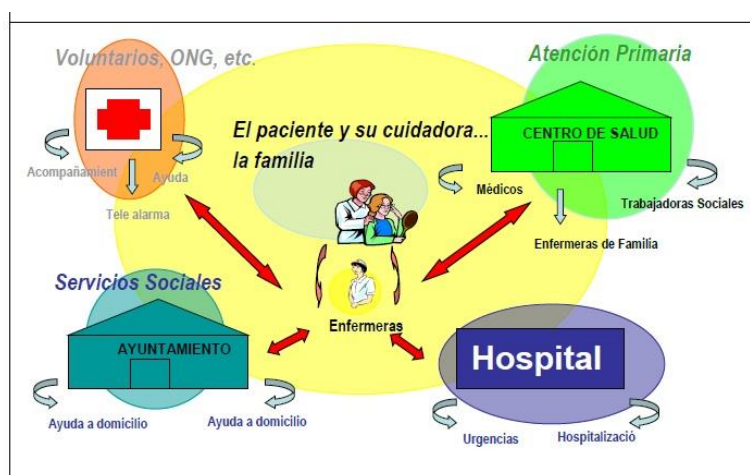 Voluntarios, ONG, etc.
Atención Primaria
El paciente y su cuidadora...
la familia
CENTRO DE SALUD
Acompañamient
Ayuda
Tele alarma
Médicos
Trabajadoras Sociales
Enfermeras de Familia
Servicios Sociales
AYUNTAMIENTO
Enfermeras
Hospital
Ayuda a domicilio
Ayuda a domicilio
Urgencias
Hospitalizació